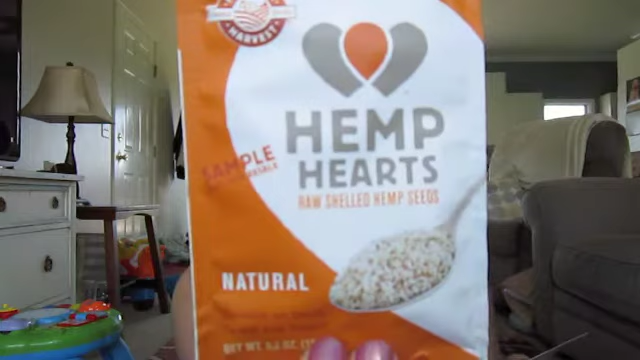 HARVEST
HEMP
HEARTS
RAW SHELLED HEMP SEEDS
SAMPLE
NATURAL
NET WT.